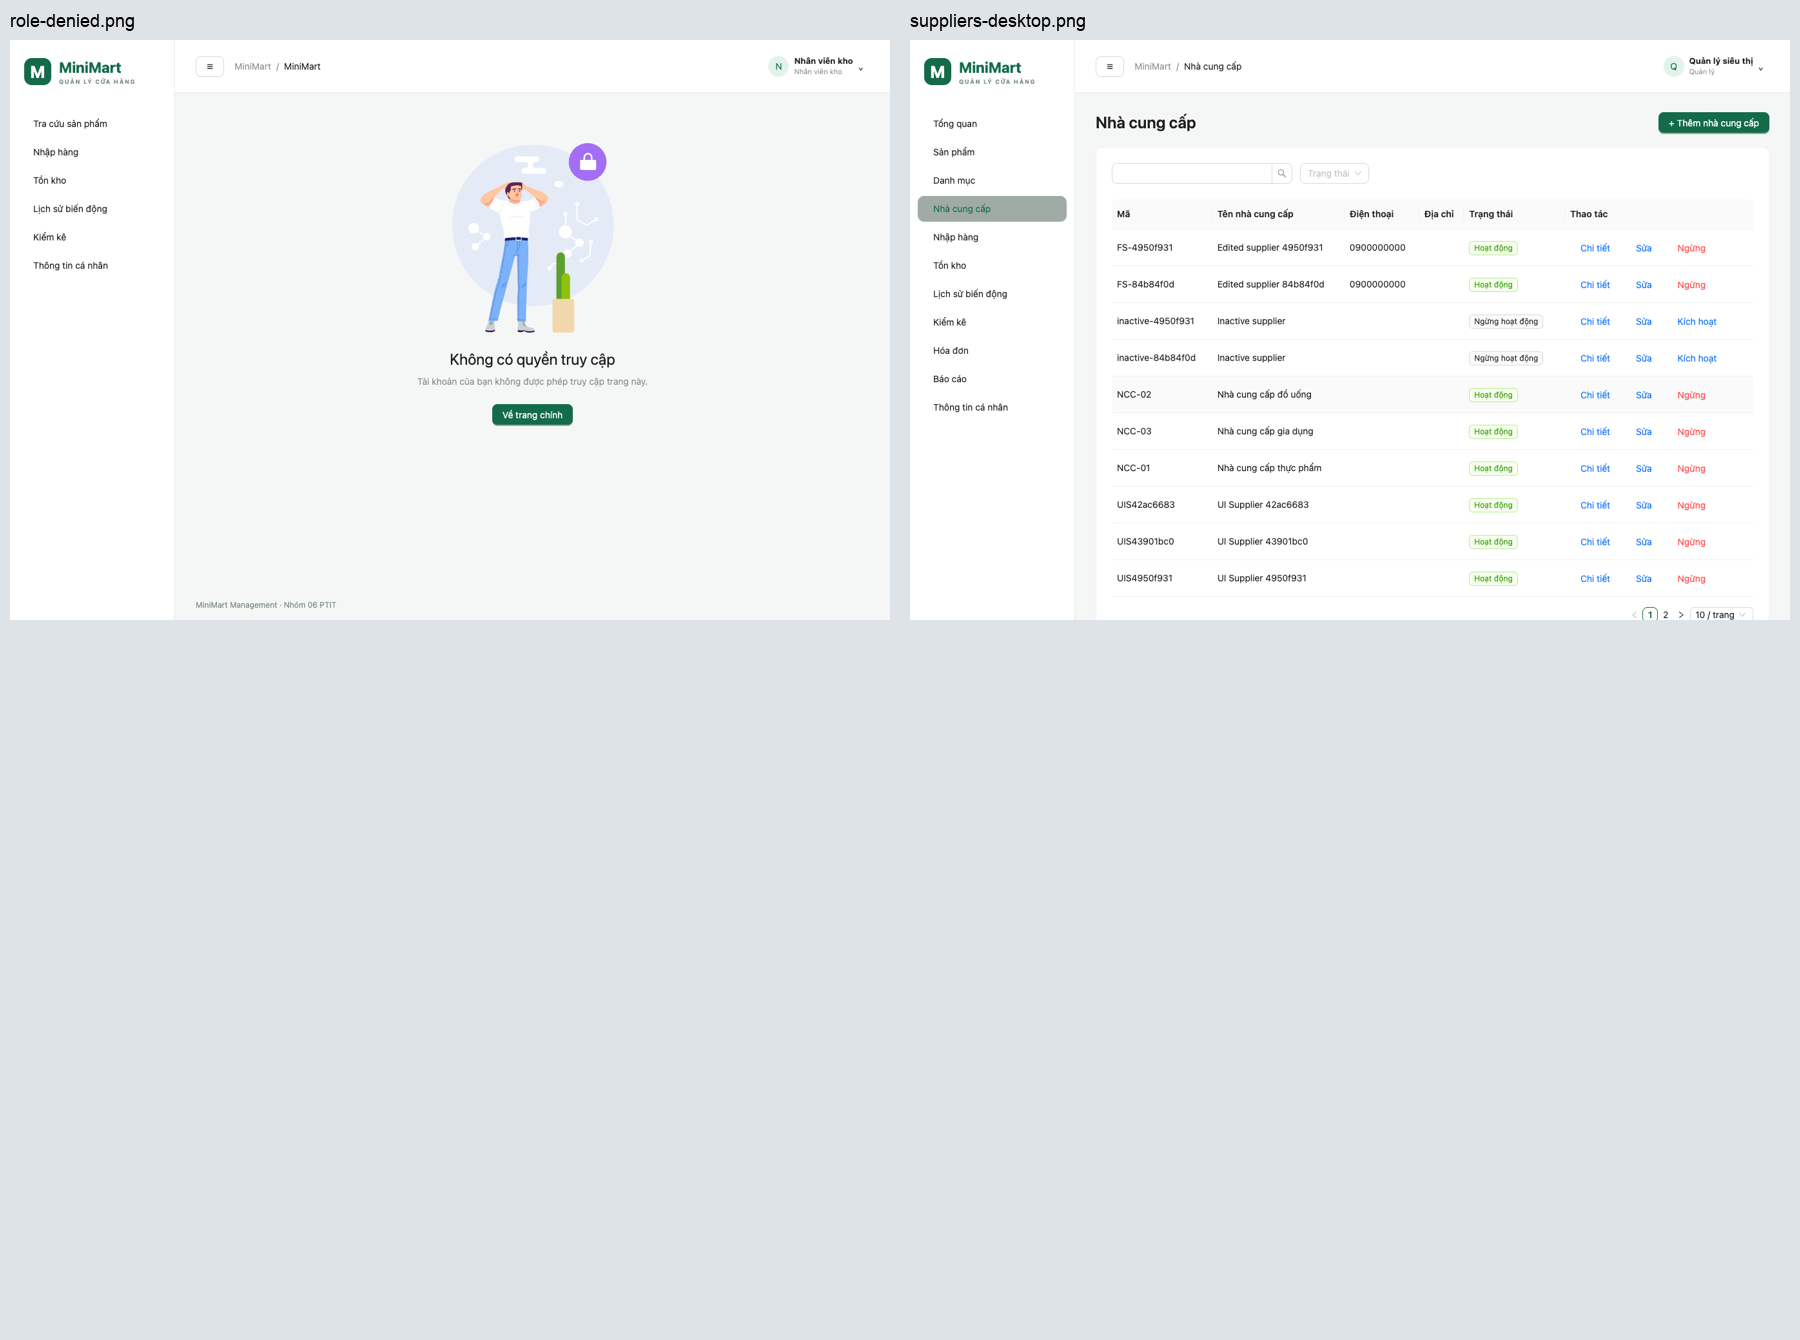 role-denied.png
M MiniMart
QUẢN LÝ CỬA HÀNG
Tra cứu sản phẩm
Nhập hàng
Tồn kho
Lịch sử biến động
Kiểm kê
Thông tin cá nhân
MiniMart / MiniMart
N Nhân viên kho
Nhân viên kho
Không có quyền truy cập
Tài khoản của bạn không được phép truy cập trang này.
Về trang chính
MiniMart Management · Nhóm 06 PTIT
suppliers-desktop.png
M MiniMart
QUẢN LÝ CỬA HÀNG
Tổng quan
Sản phẩm
Danh mục
Nhà cung cấp
Nhập hàng
Tồn kho
Lịch sử biến động
Kiểm kê
Hóa đơn
Báo cáo
Thông tin cá nhân
MiniMart / Nhà cung cấp
Q Quản lý siêu thị
Quản lý
Nhà cung cấp
+ Thêm nhà cung cấp
Trạng thái
Mã Tên nhà cung cấp Điện thoại Địa chỉ Trạng thái Thao tác
FS-4950f931 Edited supplier 4950f931 0900000000 Hoạt động Chi tiết Sửa Ngừng
FS-84b84f0d Edited supplier 84b84f0d 0900000000 Hoạt động Chi tiết Sửa Ngừng
inactive-4950f931 Inactive supplier Ngừng hoạt động Chi tiết Sửa Kích hoạt
inactive-84b84f0d Inactive supplier Ngừng hoạt động Chi tiết Sửa Kích hoạt
NCC-02 Nhà cung cấp đồ uống Hoạt động Chi tiết Sửa Ngừng
NCC-03 Nhà cung cấp gia dụng Hoạt động Chi tiết Sửa Ngừng
NCC-01 Nhà cung cấp thực phẩm Hoạt động Chi tiết Sửa Ngừng
UIS42ac6683 UI Supplier 42ac6683 Hoạt động Chi tiết Sửa Ngừng
UIS43901bc0 UI Supplier 43901bc0 Hoạt động Chi tiết Sửa Ngừng
UIS4950f931 UI Supplier 4950f931 Hoạt động Chi tiết Sửa Ngừng
< 1 2 > 10 / trang